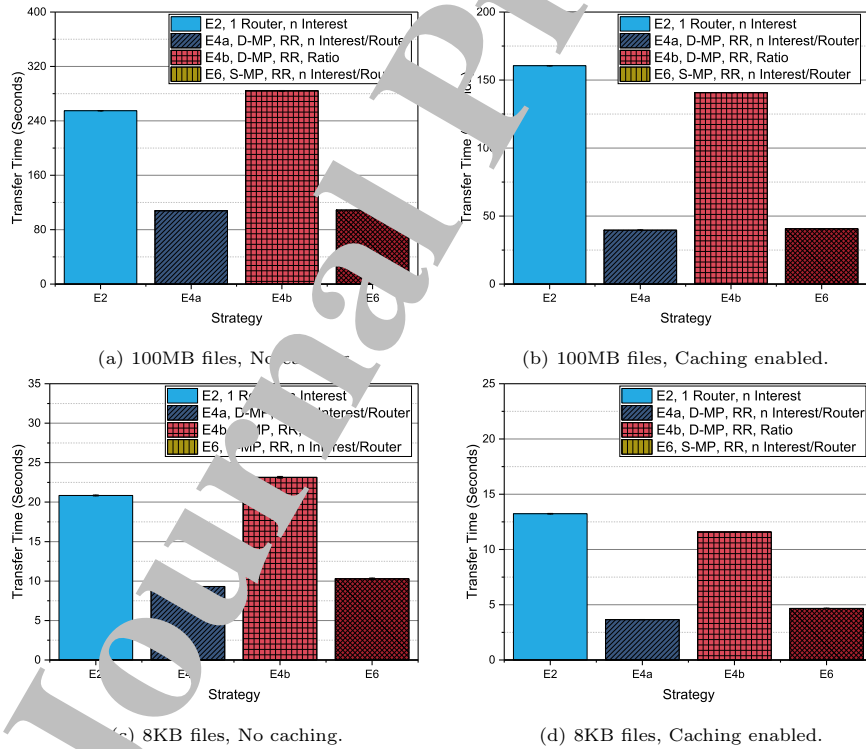 400
320
240
160
80
0
Transfer Time (Seconds)
E2, 1 Router, n Interest
E4a, D-MP, RR, n Interest/Router
E4b, D-MP, RR, Ratio
E6, S-MP, RR, n Interest/
E2 E4a E4b E6
Strategy
(a) 100MB files,
200
150
50
0
Transfer Time
E2, 1 Router, n Interest
E4a, D-MP, RR, n Interest/Router
E4b, D-MP, RR, Ratio
E6, S-MP, RR, n Interest/Router
E2 E4a E4b E6
Strategy
(b) 100MB files, Caching enabled.
35
30
25
20
15
10
5
0
Transfer Time (Seconds)
E2, 1 Interest
E4a, D-MP, Interest/Router
E4b, RR,
E6, RR, n Interest/Router
E4b E6
Strategy
(c) 8KB files, No caching.
25
20
15
10
5
0
Transfer Time (Seconds)
E2, 1 Router, n Interest
E4a, D-MP, RR, n Interest/Router
E4b, D-MP, RR, Ratio
E6, S-MP, RR, n Interest/Router
E2 E4a E4b E6
Strategy
(d) 8KB files, Caching enabled.
Journal